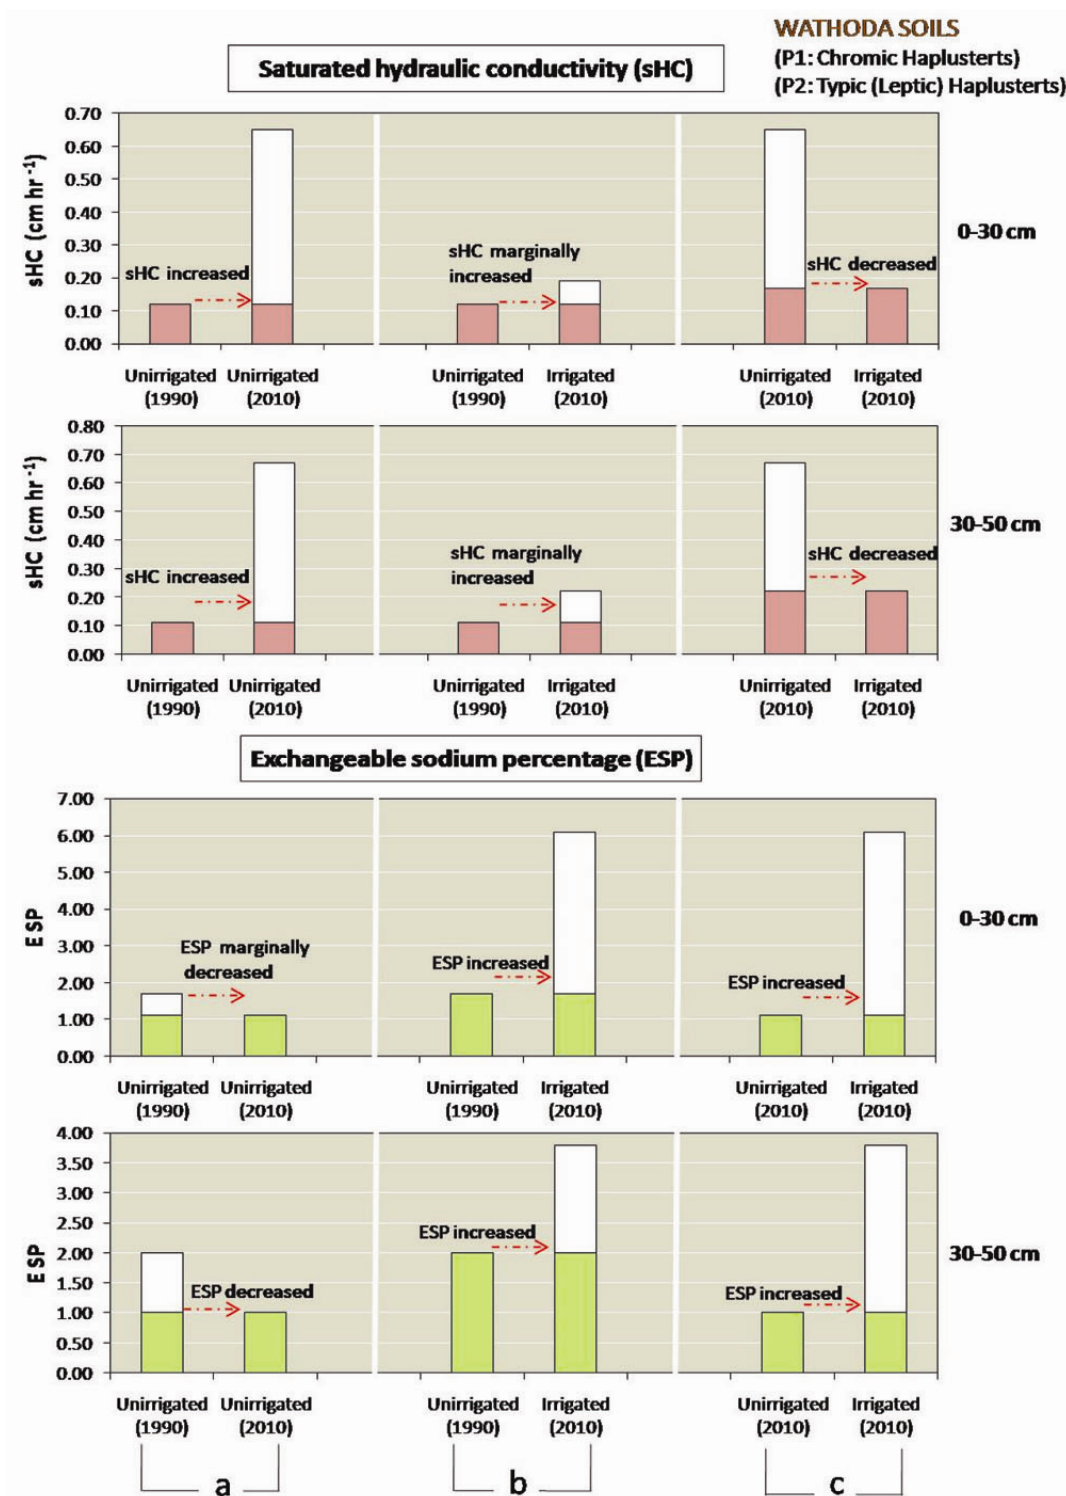 WATHODA SOILS
(P1: Chromic Haplusterts)
(P2: Typic (Leptic) Haplusterts)
Saturated hydraulic conductivity (sHC)
sHC (cm hr⁻¹)
0.70
0.60
0.50
0.40
0.30
0.20
0.10
0.00
sHC increased
sHC marginally
increased
sHC decreased
0-30 cm
Unirrigated
(1990)
Unirrigated
(2010)
Unirrigated
(1990)
Irrigated
(2010)
Unirrigated
(2010)
Irrigated
(2010)
sHC (cm hr⁻¹)
0.80
0.70
0.60
0.50
0.40
0.30
0.20
0.10
0.00
sHC increased
sHC marginally
increased
sHC decreased
30-50 cm
Unirrigated
(1990)
Unirrigated
(2010)
Unirrigated
(1990)
Irrigated
(2010)
Unirrigated
(2010)
Irrigated
(2010)
Exchangeable sodium percentage (ESP)
ESP
7.00
6.00
5.00
4.00
3.00
2.00
1.00
0.00
ESP marginally
decreased
ESP increased
ESP increased
0-30 cm
Unirrigated
(1990)
Unirrigated
(2010)
Unirrigated
(1990)
Irrigated
(2010)
Unirrigated
(2010)
Irrigated
(2010)
ESP
4.00
3.50
3.00
2.50
2.00
1.50
1.00
0.50
0.00
ESP decreased
ESP increased
ESP increased
30-50 cm
Unirrigated
(1990)
Unirrigated
(2010)
Unirrigated
(1990)
Irrigated
(2010)
Unirrigated
(2010)
Irrigated
(2010)
a
b
c